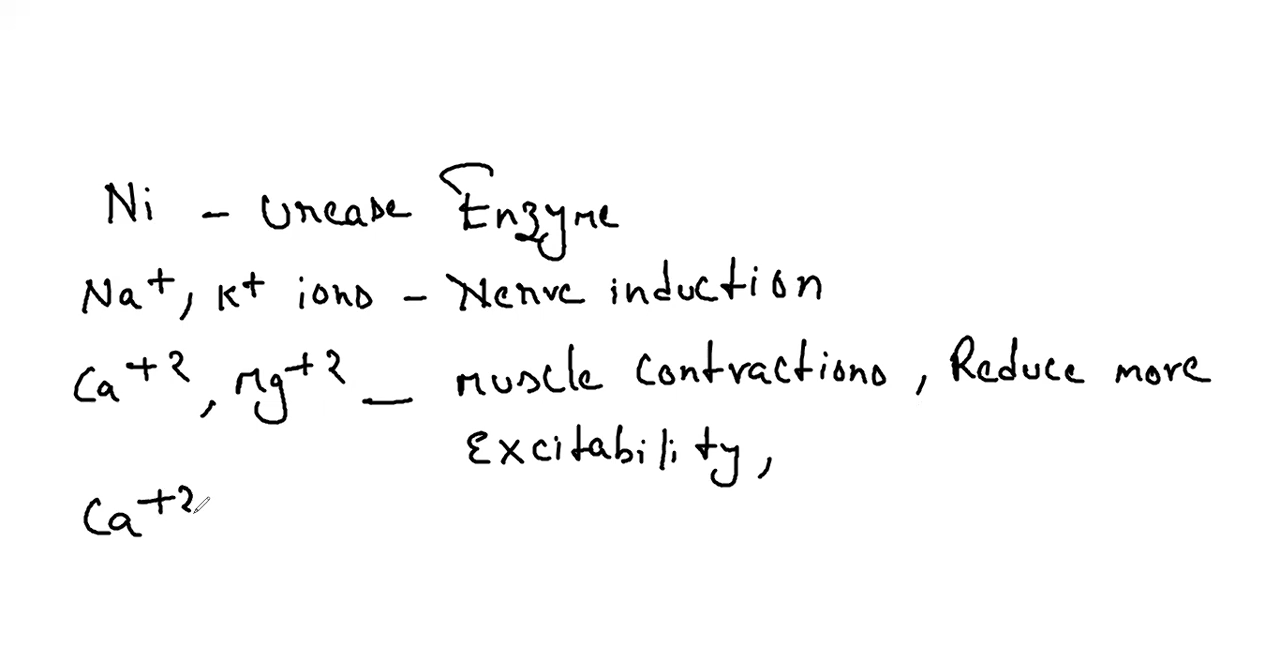 Ni - Urease Enzyme
Na+, K+ ions - Nerve induction
Ca+2, Mg+2 _ muscle contractions, Reduce more
Excitability,
Ca+2